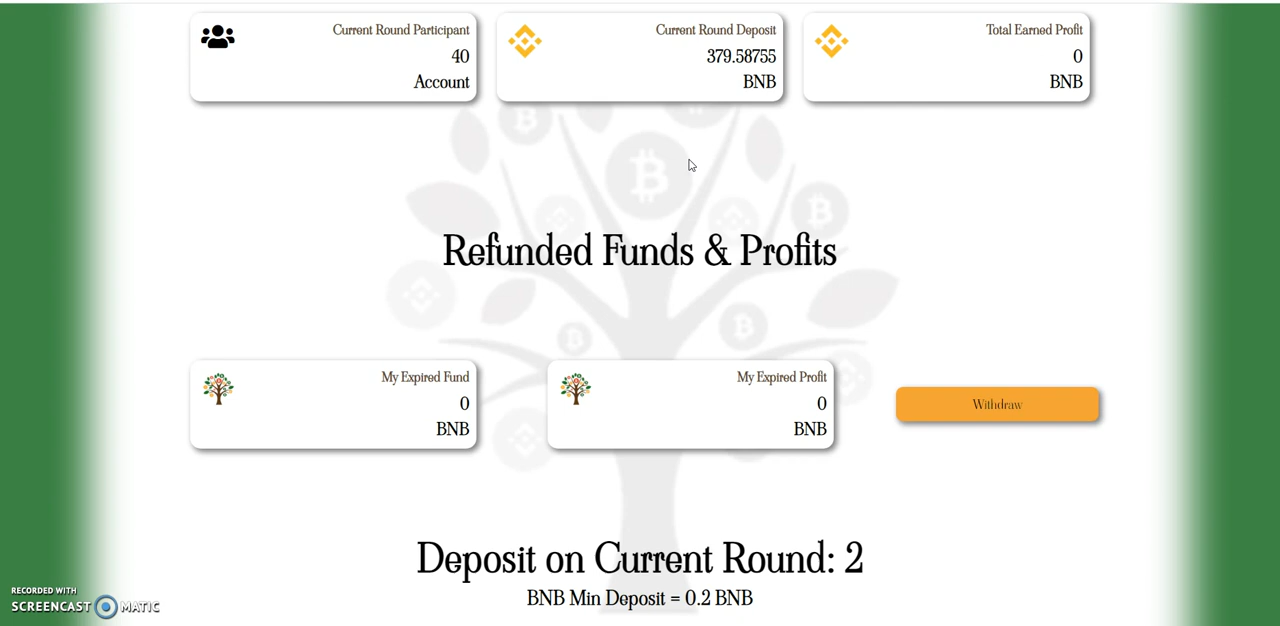 Current Round Participant
40
Account
Current Round Deposit
379.58755
BNB
Total Earned Profit
0
BNB
Refunded Funds & Profits
My Expired Fund
0
BNB
My Expired Profit
0
BNB
Withdraw
Deposit on Current Round: 2
BNB Min Deposit = 0.2 BNB
RECORDED WITH
SCREENCAST MATIC